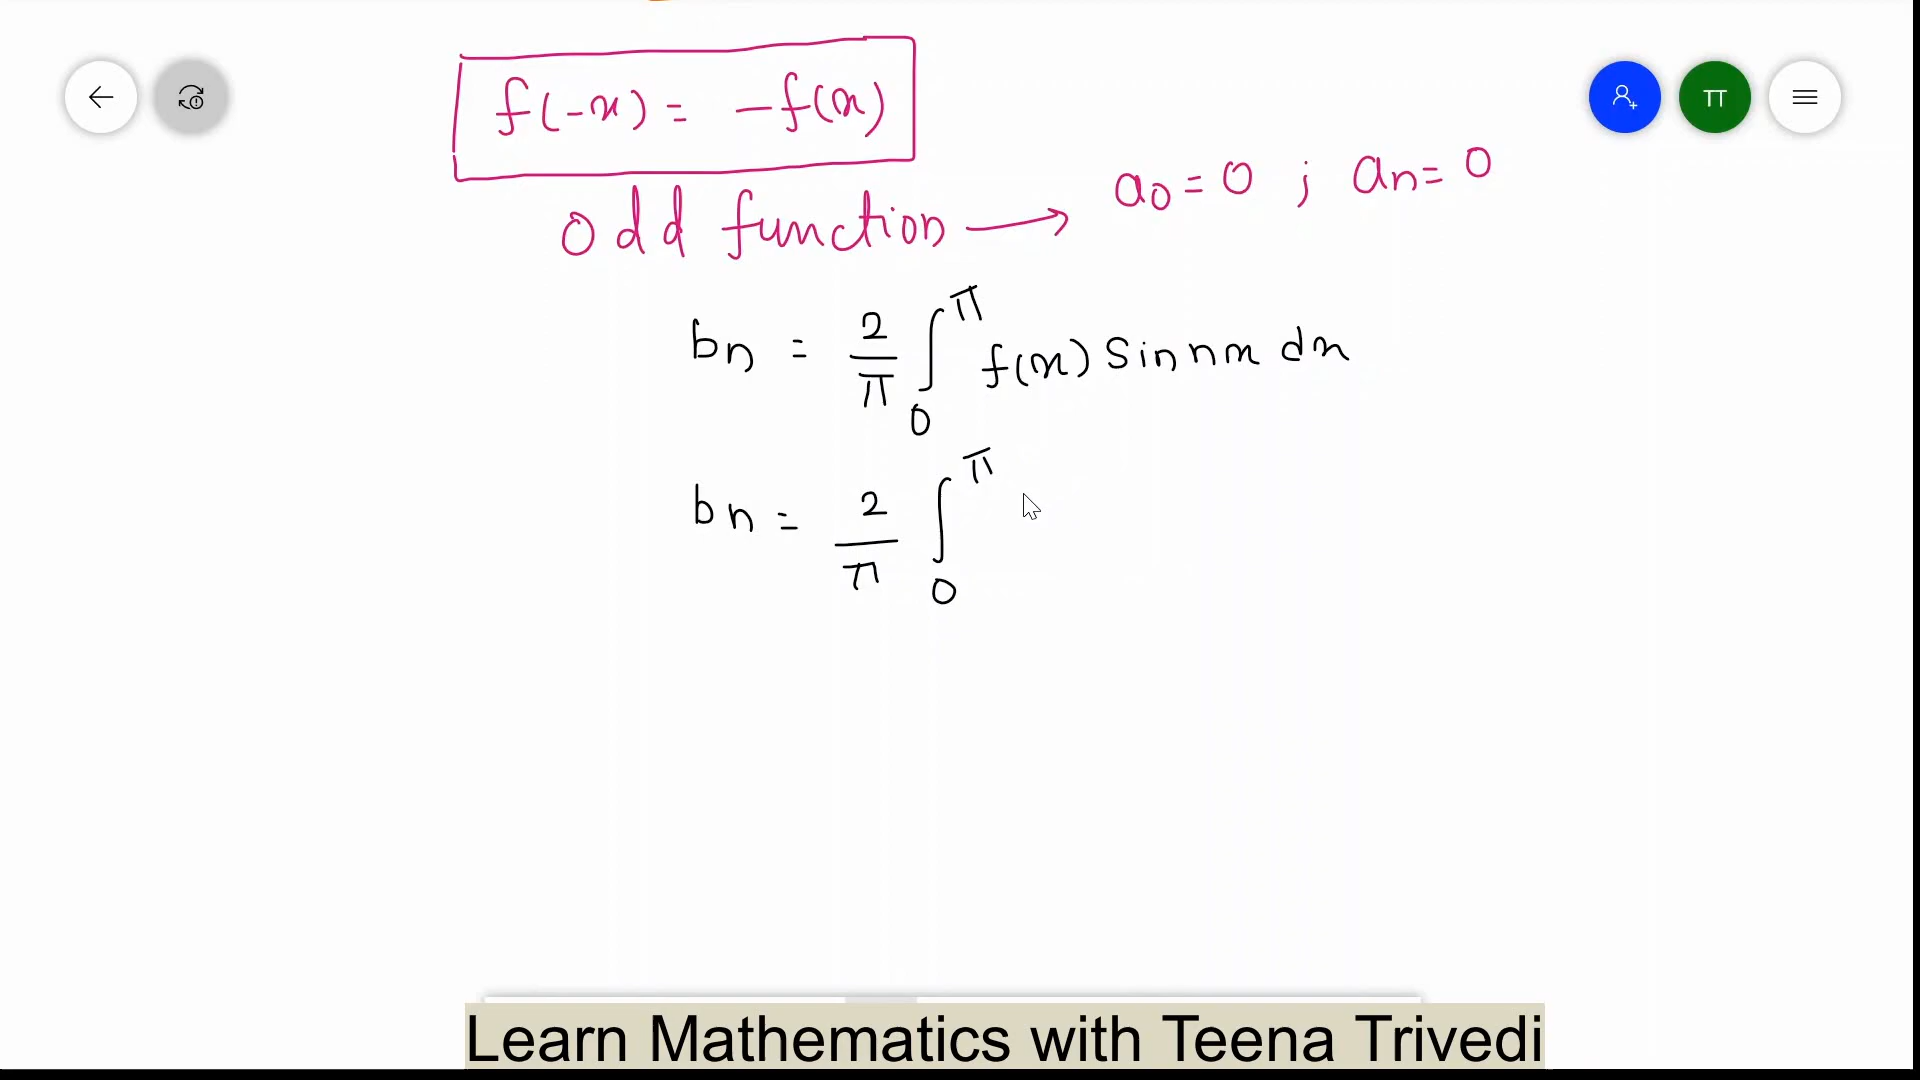 f(-x) = -f(x)
odd function → a0 = 0 ; an = 0
bn = 2/π ∫0^π f(x) Sin nx dx
bn = 2/π ∫0^π
TT
Learn Mathematics with Teena Trivedi